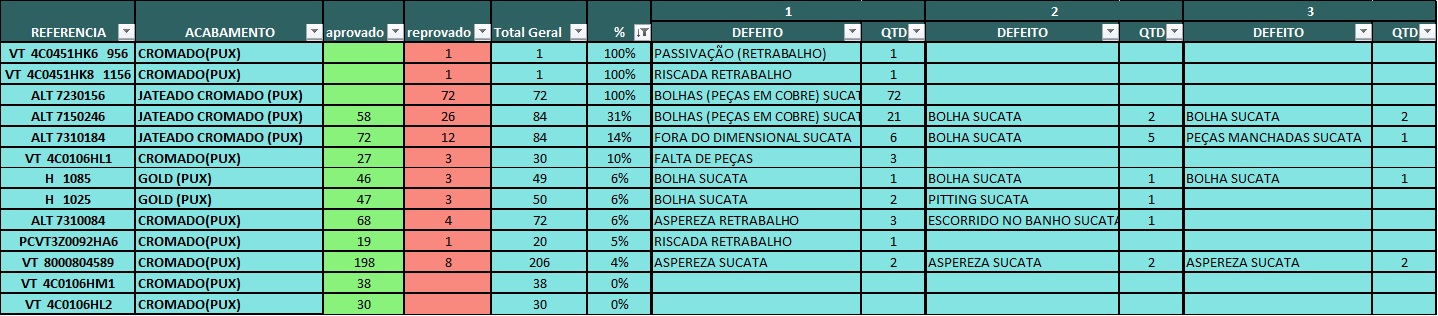 1 2 3
REFERENCIA ACABAMENTO aprovado reprovado Total Geral % DEFEITO QTD DEFEITO QTD DEFEITO QTD
VT 4C0451HK6 956 CROMADO(PUX) 1 1 100% PASSIVAÇÃO (RETRABALHO) 1
VT 4C0451HK8 1156 CROMADO(PUX) 1 1 100% RISCADA RETRABALHO 1
ALT 7230156 JATEADO CROMADO (PUX) 72 72 100% BOLHAS (PEÇAS EM COBRE) SUCAT 72
ALT 7150246 JATEADO CROMADO (PUX) 58 26 84 31% BOLHAS (PEÇAS EM COBRE) SUCAT 21 BOLHA SUCATA 2 BOLHA SUCATA 2
ALT 7310184 JATEADO CROMADO (PUX) 72 12 84 14% FORA DO DIMENSIONAL SUCATA 6 BOLHA SUCATA 5 PEÇAS MANCHADAS SUCATA 1
VT 4C0106HL1 CROMADO(PUX) 27 3 30 10% FALTA DE PEÇAS 3
H 1085 GOLD (PUX) 46 3 49 6% BOLHA SUCATA 1 BOLHA SUCATA 1 BOLHA SUCATA 1
H 1025 GOLD (PUX) 47 3 50 6% BOLHA SUCATA 2 PITTING SUCATA 1
ALT 7310084 CROMADO(PUX) 68 4 72 6% ASPEREZA RETRABALHO 3 ESCORRIDO NO BANHO SUCATA 1
PCVT3Z0092HA6 CROMADO(PUX) 19 1 20 5% RISCADA RETRABALHO 1
VT 8000804589 CROMADO(PUX) 198 8 206 4% ASPEREZA SUCATA 2 ASPEREZA SUCATA 2 ASPEREZA SUCATA 2
VT 4C0106HM1 CROMADO(PUX) 38 38 0%
VT 4C0106HL2 CROMADO(PUX) 30 30 0%